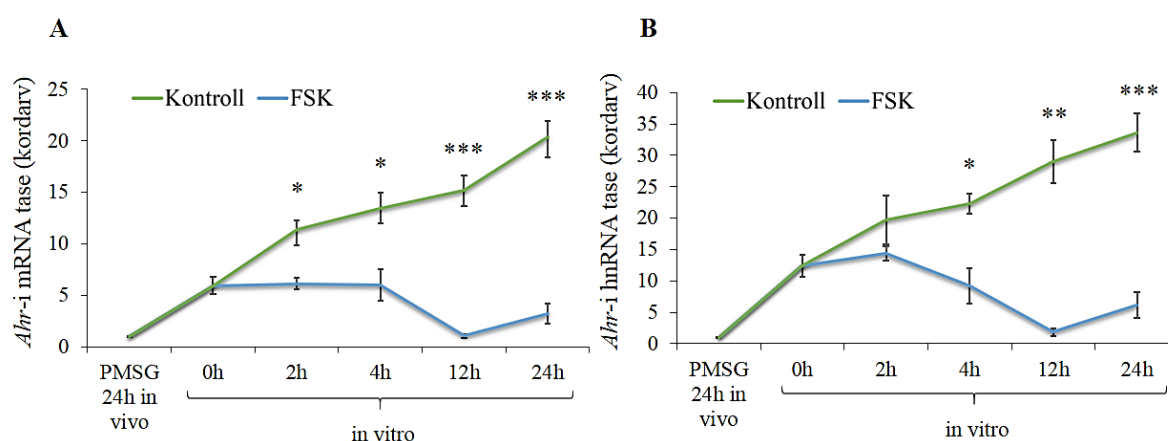 A
Ahr-i mRNA tase (kordarv)
25
20
15
10
5
0
Kontroll
FSK
*
*
***
***
PMSG
24h in
vivo
0h
2h
4h
12h
24h
in vitro
B
Ahr-i hnRNA tase (kordarv)
40
35
30
25
20
15
10
5
0
Kontroll
FSK
*
**
***
PMSG
24h in
vivo
0h
2h
4h
12h
24h
in vitro